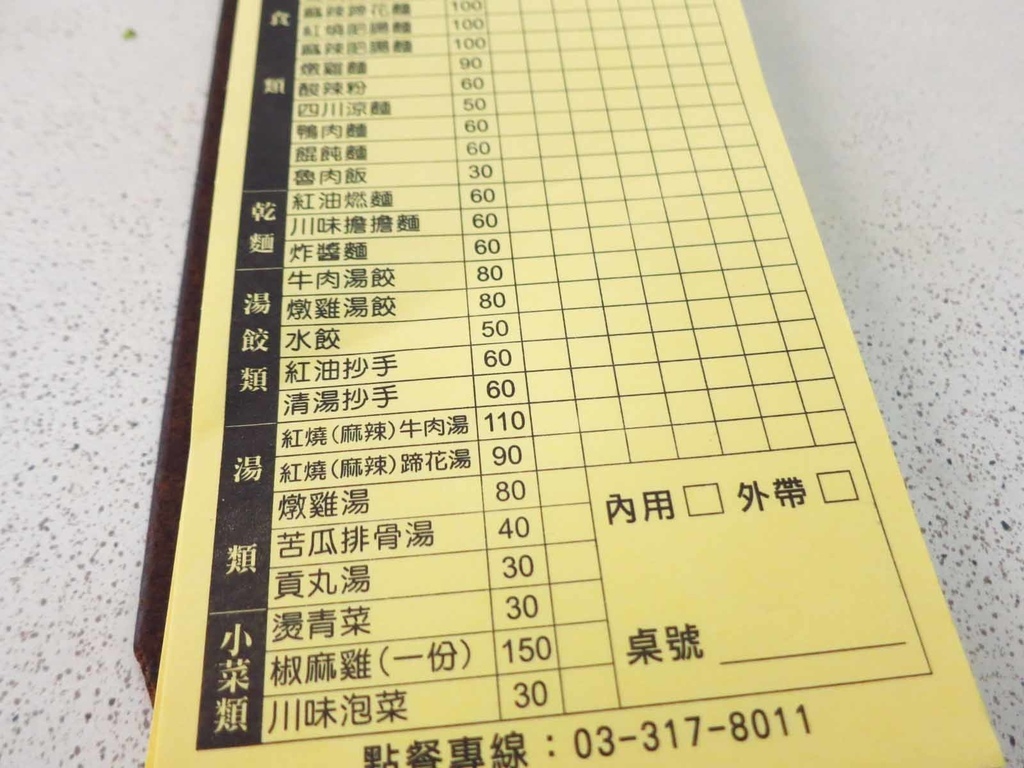 食類
麻辣蹄花麵 100
紅燒肥腸麵 100
麻辣肥腸麵 100
燉雞麵 90
酸辣粉 60
四川涼麵 50
鴨肉麵 60
餛飩麵 60
魯肉飯 30
乾麵
紅油燃麵 60
川味擔擔麵 60
炸醬麵 60
湯餃類
牛肉湯餃 80
燉雞湯餃 80
水餃 50
紅油抄手 60
清湯抄手 60
湯類
紅燒(麻辣)牛肉湯 110
紅燒(麻辣)蹄花湯 90
燉雞湯 80
苦瓜排骨湯 40
貢丸湯 30
小菜類
燙青菜 30
椒麻雞(一份) 150
川味泡菜 30
內用□ 外帶□
桌號
點餐專線：03-317-8011